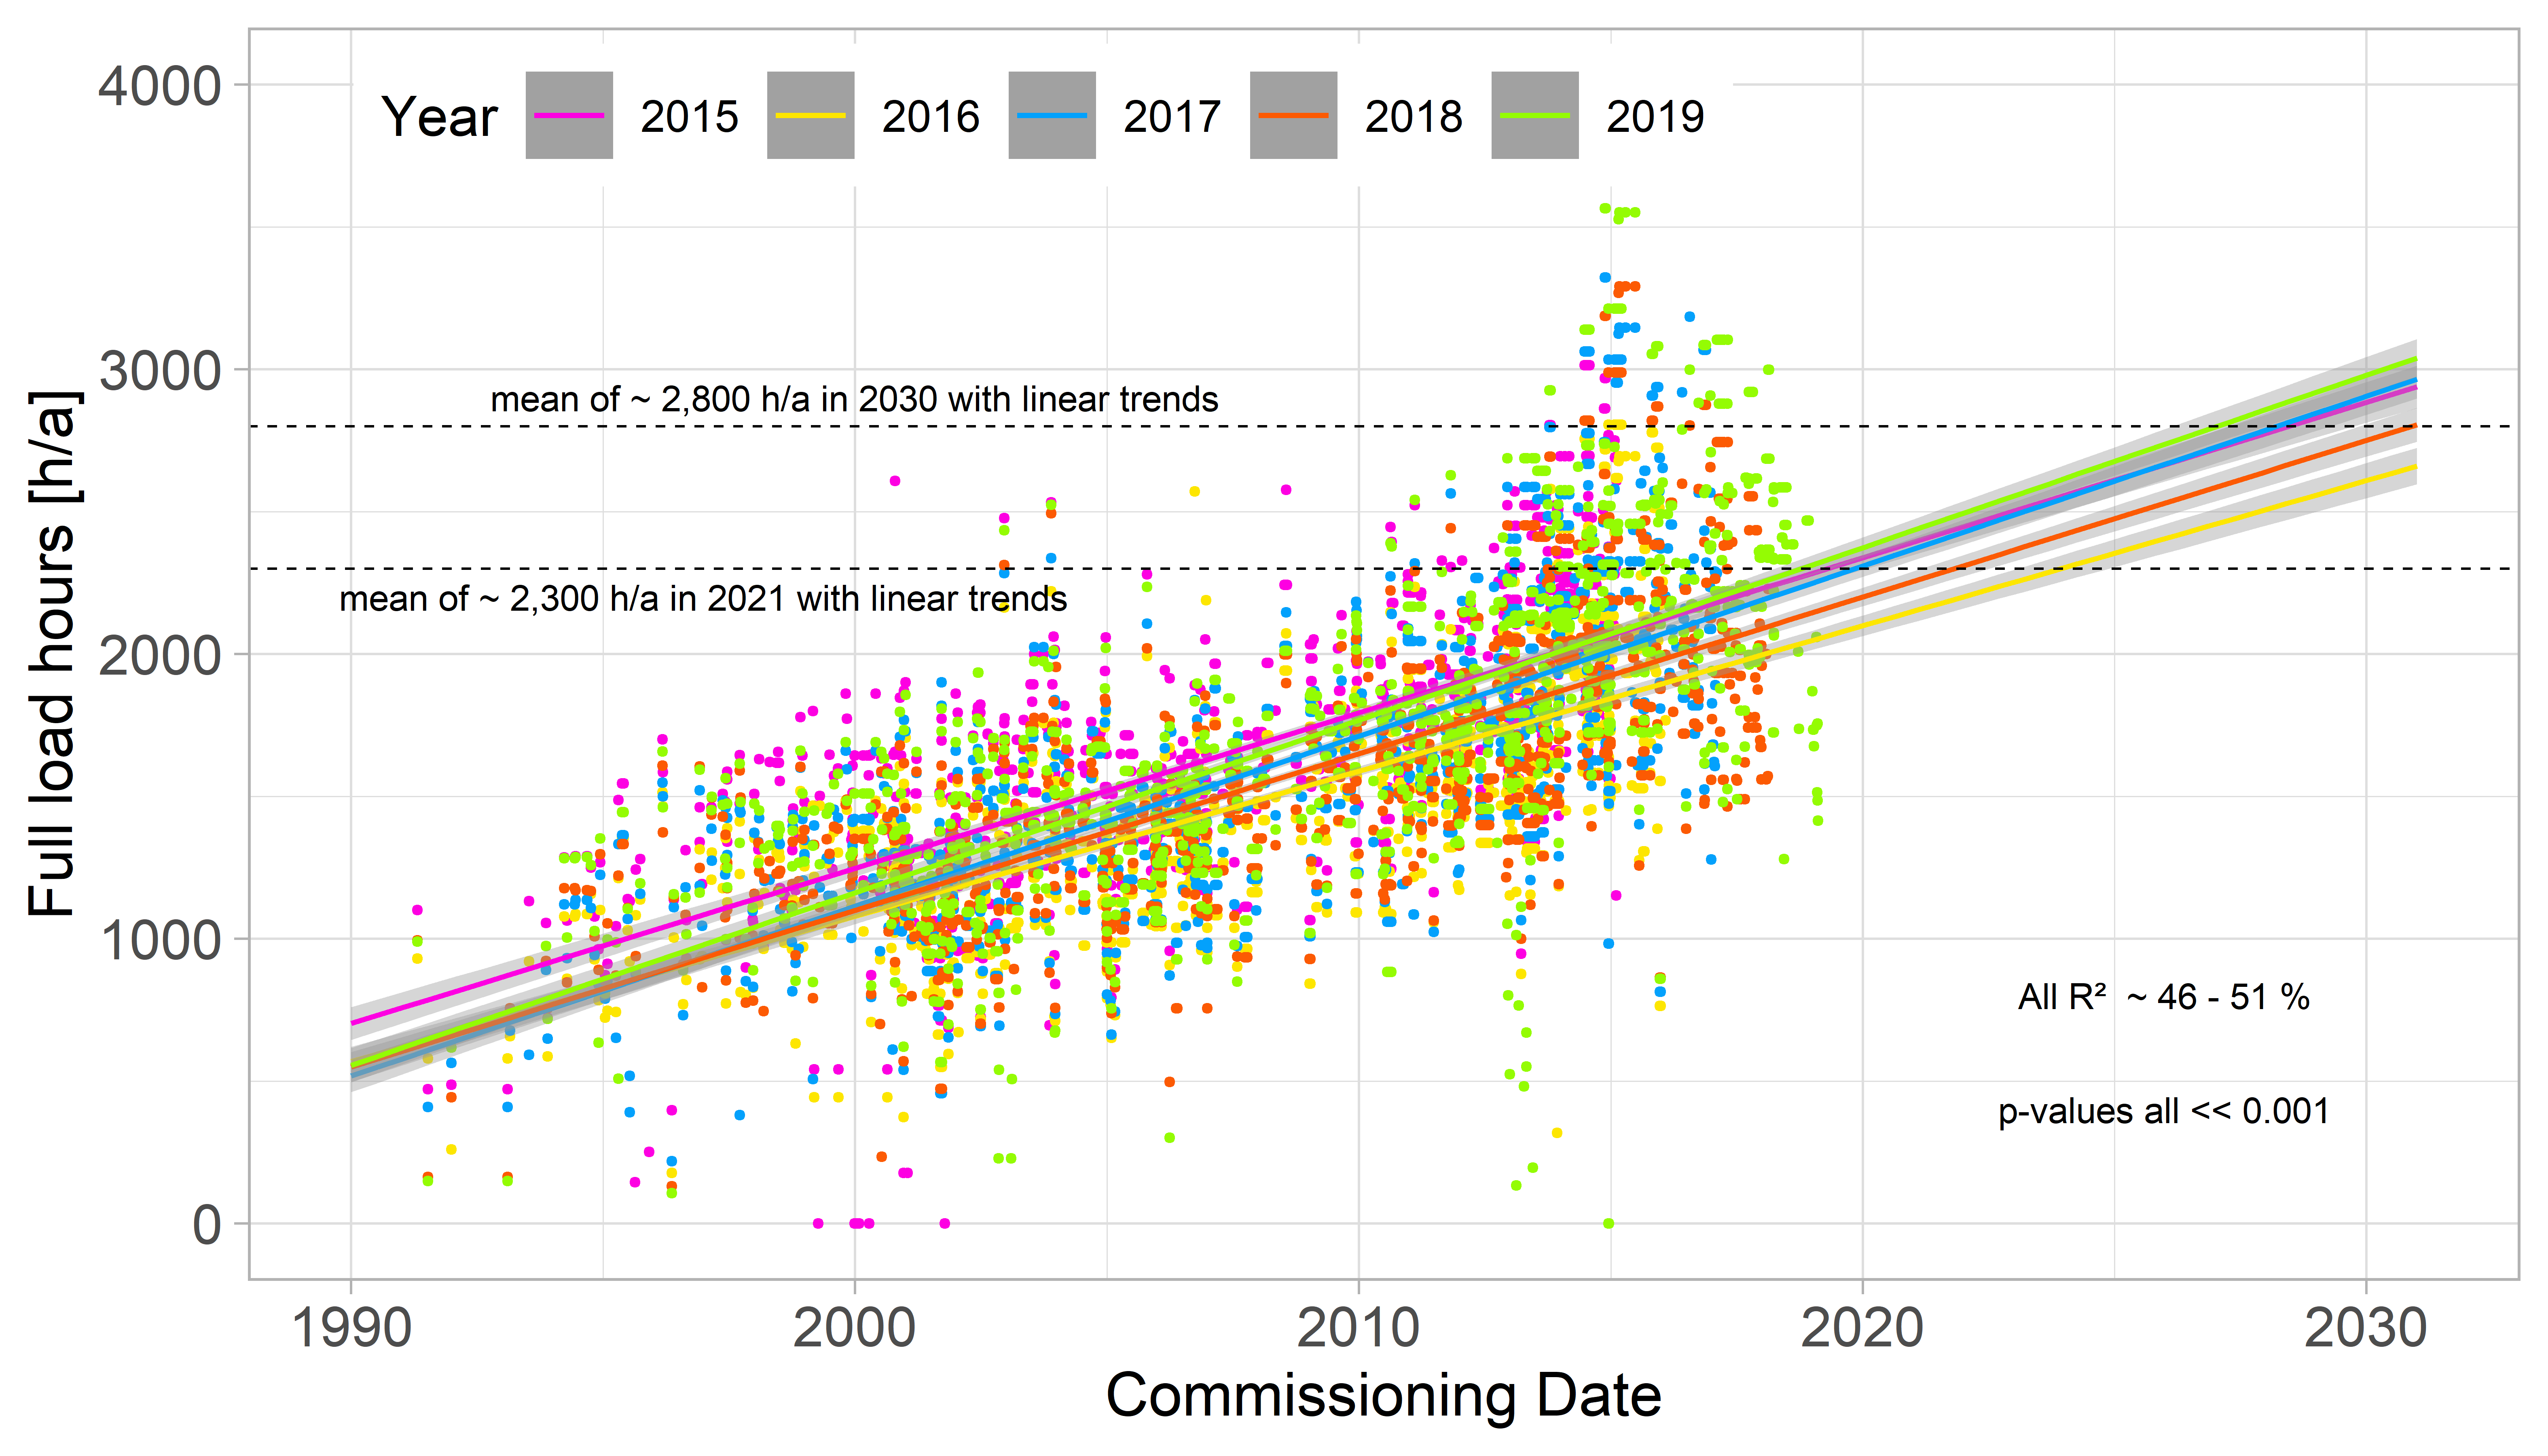 Year 2015 2016 2017 2018 2019
4000
3000
2000
1000
0
Full load hours [h/a]
mean of ~ 2,800 h/a in 2030 with linear trends
mean of ~ 2,300 h/a in 2021 with linear trends
All R² ~ 46 - 51 %
p-values all << 0.001
1990 2000 2010 2020 2030
Commissioning Date